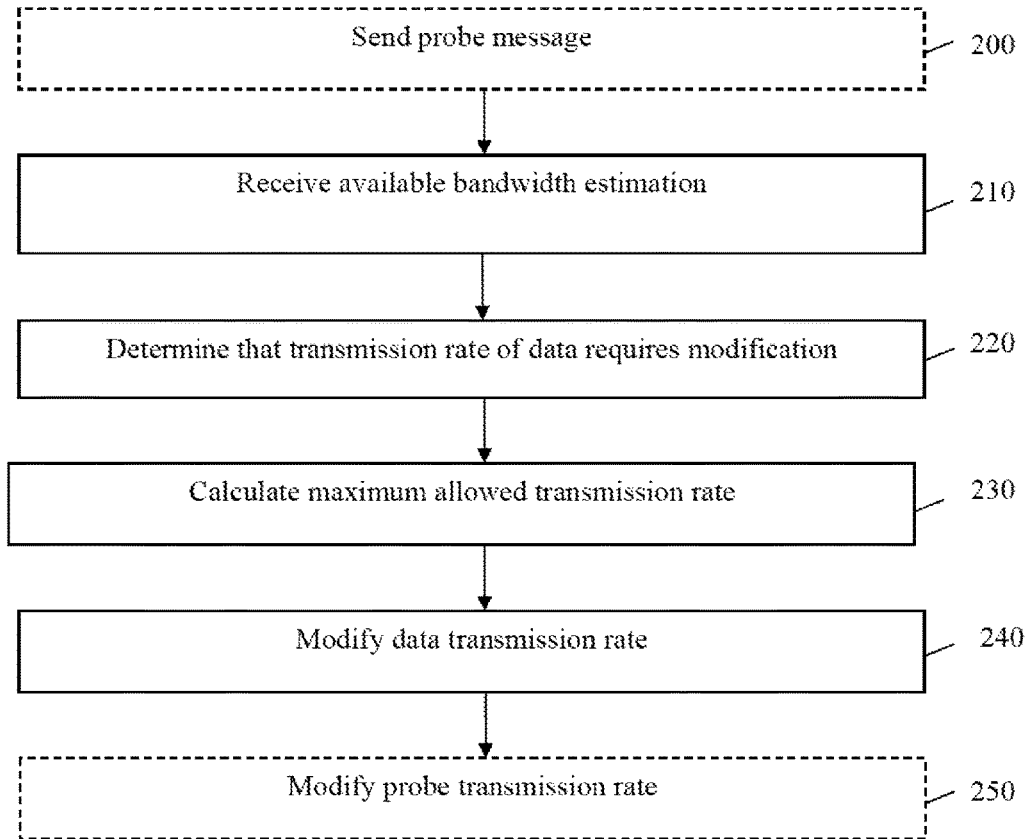 Send probe message
200
Receive available bandwidth estimation
210
Determine that transmission rate of data requires modification
220
Calculate maximum allowed transmission rate
230
Modify data transmission rate
240
Modify probe transmission rate
250